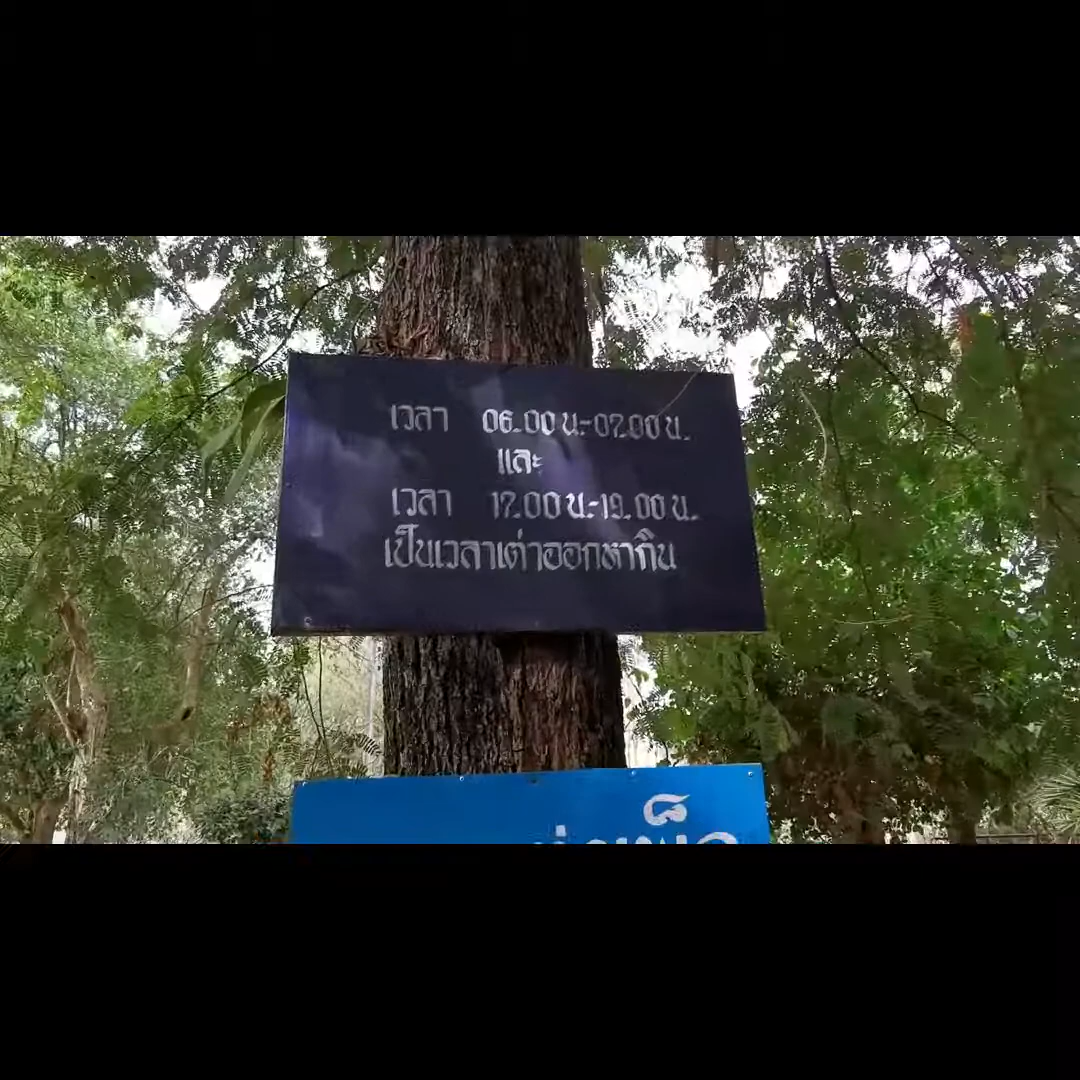 เวลา 06.00 น.-07.00 น.
และ
เวลา 17.00 น.-19.00 น.
เป็นเวลาเต่าออกหากิน